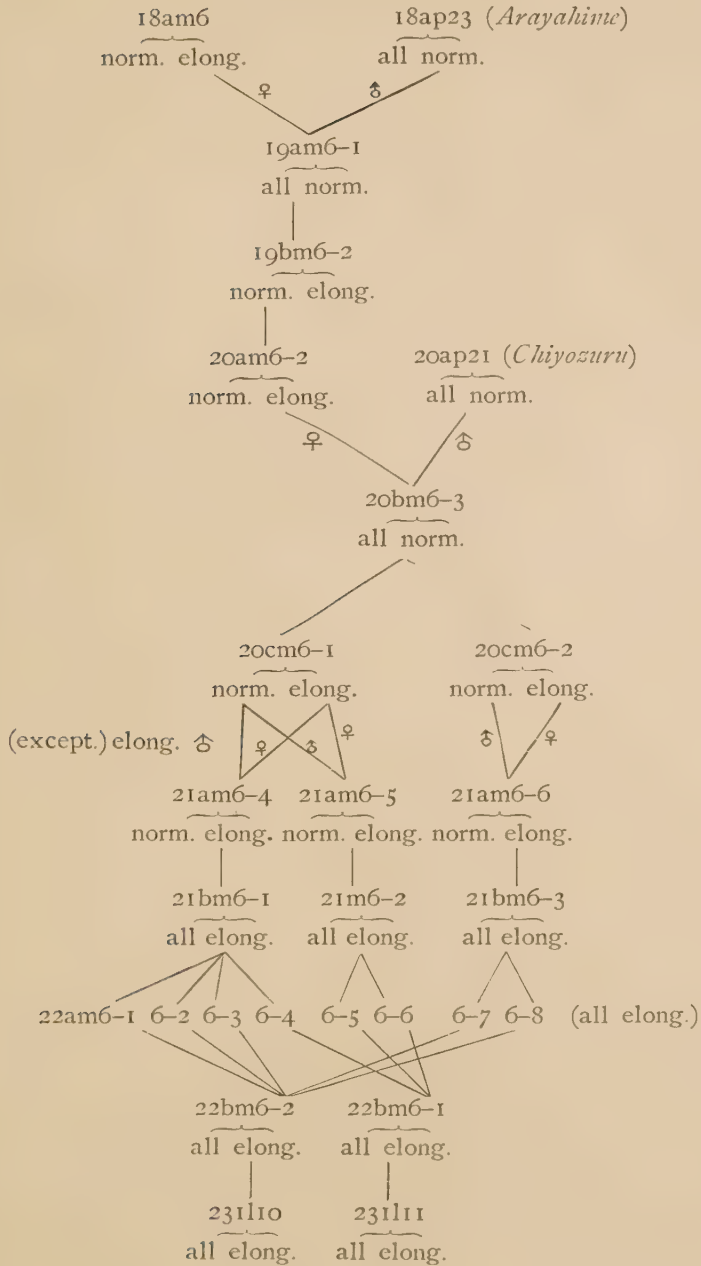 18am6 18ap23 (Arayahime)
norm. elong. all norm.
♀ ♂
19am6–1
all norm.
19bm6–2
norm. elong.
20am6–2 20ap21 (Chiyozuru)
norm. elong. all norm.
♀ ♂
20bm6–3
all norm.
20cm6–1 20cm6–2
norm. elong. norm. elong.
(except.) elong. ♂ ♀ ♂ ♀ ♂ ♀
21am6–4 21am6–5 21am6–6
norm. elong. norm. elong. norm. elong.
21bm6–1 21m6–2 21bm6–3
all elong. all elong. all elong.
22am6–1 6–2 6–3 6–4 6–5 6–6 6–7 6–8 (all elong.)
22bm6–2 22bm6–1
all elong. all elong.
231l10 231l11
all elong. all elong.